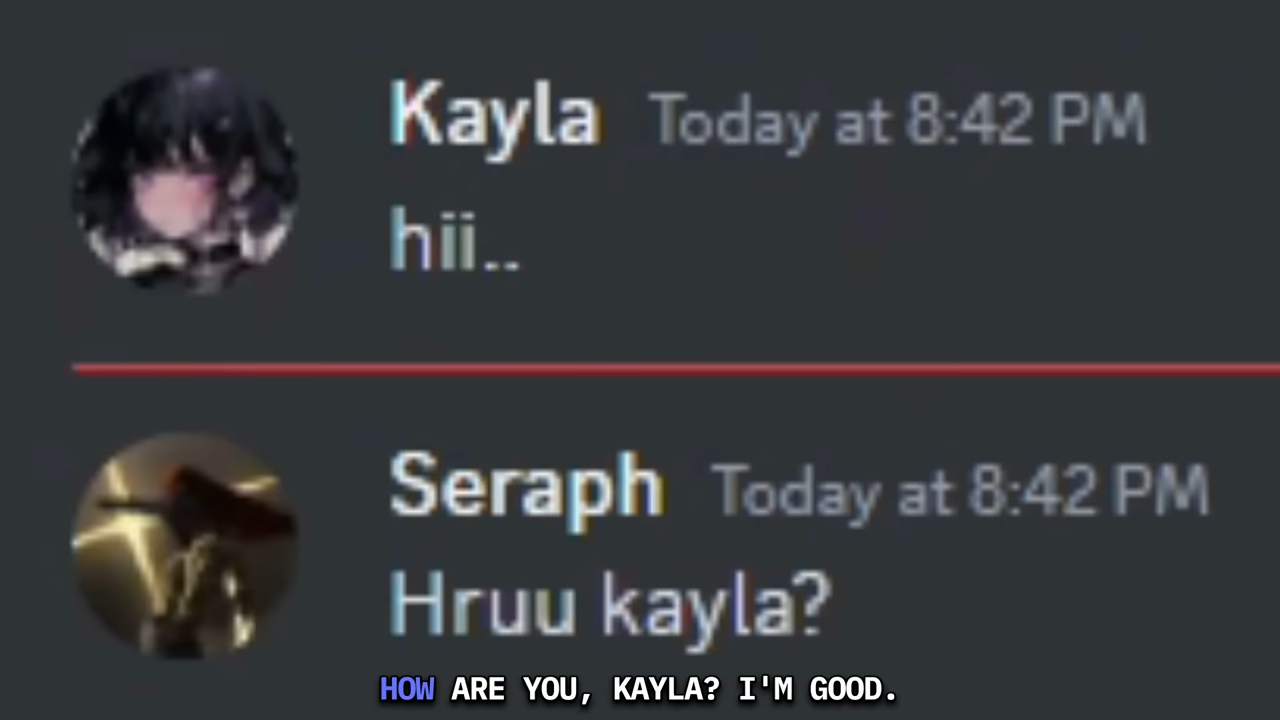 Kayla Today at 8:42 PM
hii..
Seraph Today at 8:42 PM
Hruu kayla?
HOW ARE YOU, KAYLA? I'M GOOD.